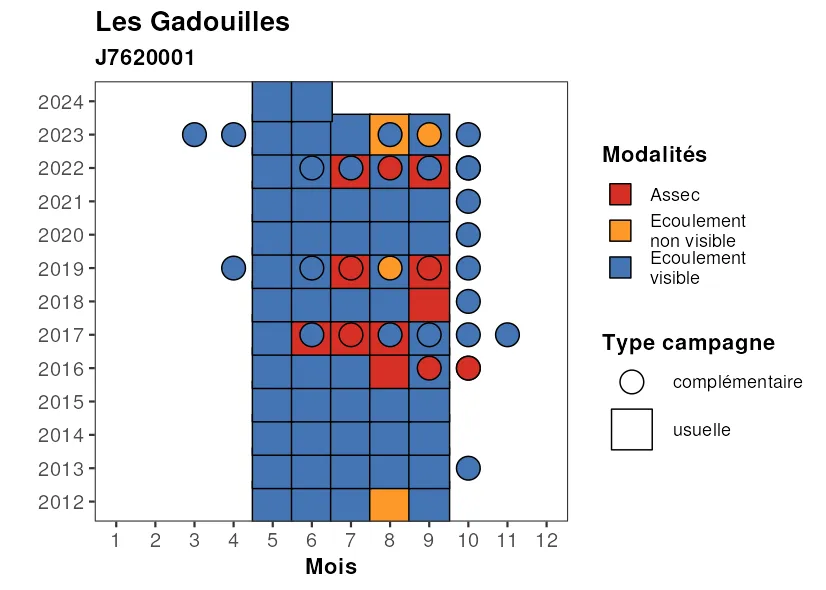 Les Gadouilles
J7620001
2024
2023
2022
2021
2020
2019
2018
2017
2016
2015
2014
2013
2012
1 2 3 4 5 6 7 8 9 10 11 12
Mois
Modalités
Assec
Ecoulement
non visible
Ecoulement
visible
Type campagne
complémentaire
usuelle